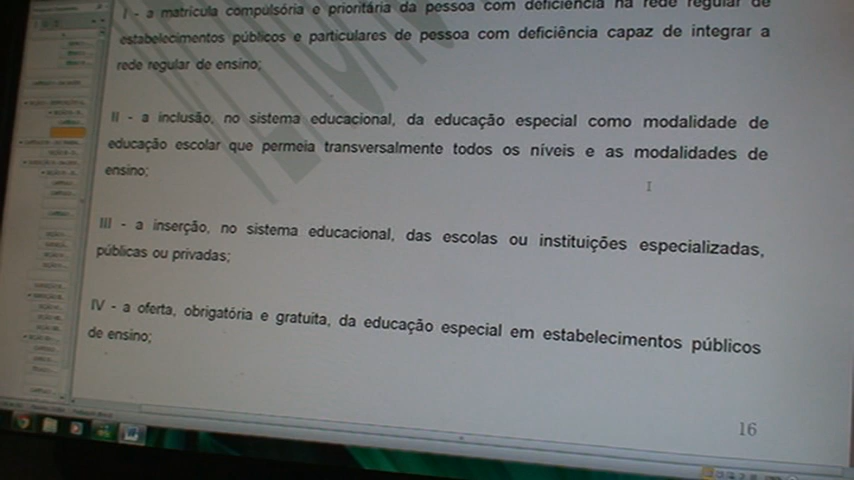 I - a matrícula compulsória e prioritária da pessoa com deficiência na rede regular de
estabelecimentos públicos e particulares de pessoa com deficiência capaz de integrar a
rede regular de ensino;
II - a inclusão, no sistema educacional, da educação especial como modalidade de
educação escolar que permeia transversalmente todos os níveis e as modalidades de
ensino;
III - a inserção, no sistema educacional, das escolas ou instituições especializadas,
públicas ou privadas;
IV - a oferta, obrigatória e gratuita, da educação especial em estabelecimentos públicos
de ensino;
16